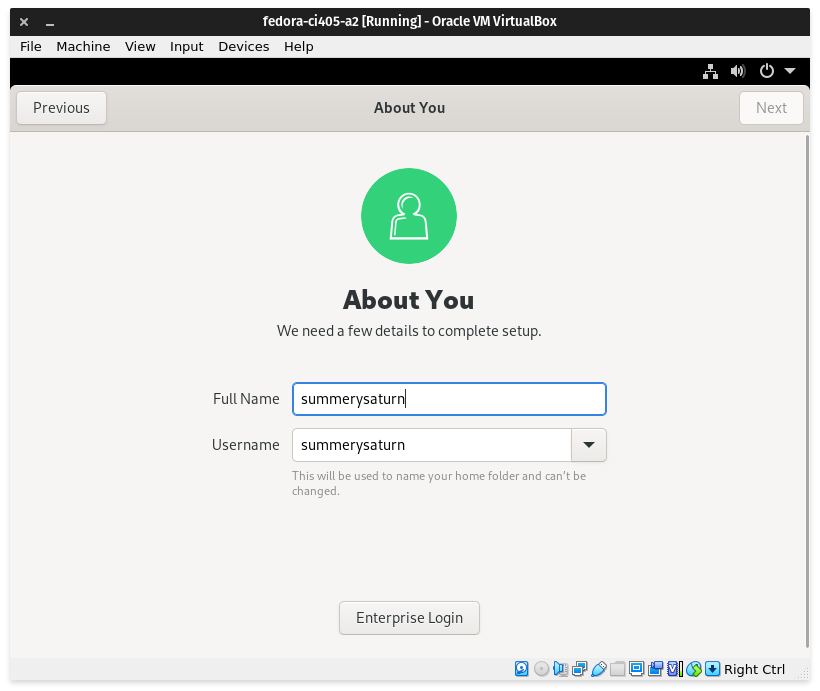 fedora-ci405-a2 [Running] - Oracle VM VirtualBox
File Machine View Input Devices Help
Previous About You Next
About You
We need a few details to complete setup.
Full Name summerysaturn
Username summerysaturn
This will be used to name your home folder and can't be
changed.
Enterprise Login
Right Ctrl